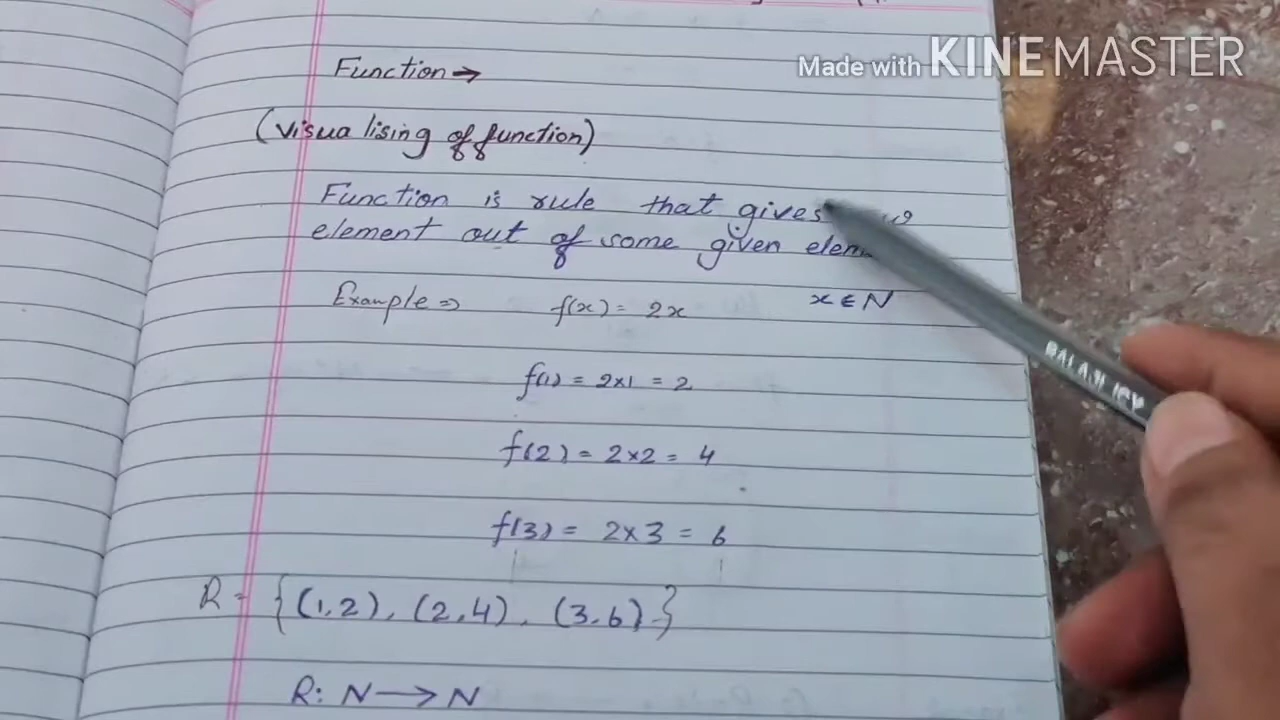 Made with KINEMASTER
Function →
(visualising of function)
Function is rule that gives
element out of some given
Example ⇒ f(x) = 2x x ∈ N
f(1) = 2×1 = 2
f(2) = 2×2 = 4
f(3) = 2×3 = 6
R = {(1,2), (2,4), (3,6)}
R: N → N